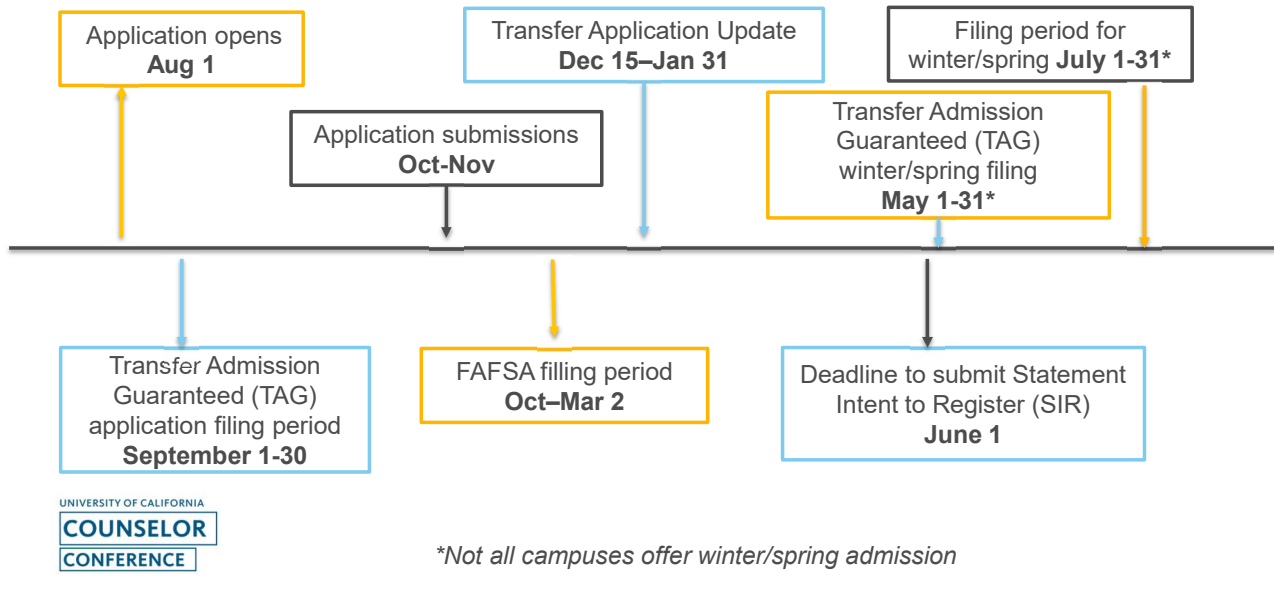 Application opens
Aug 1
Application submissions
Oct-Nov
Transfer Application Update
Dec 15–Jan 31
Transfer Admission
Guaranteed (TAG)
winter/spring filing
May 1-31*
Filing period for
winter/spring July 1-31*
Transfer Admission
Guaranteed (TAG)
application filing period
September 1-30
FAFSA filling period
Oct–Mar 2
Deadline to submit Statement
Intent to Register (SIR)
June 1
UNIVERSITY OF CALIFORNIA
COUNSELOR
CONFERENCE
*Not all campuses offer winter/spring admission